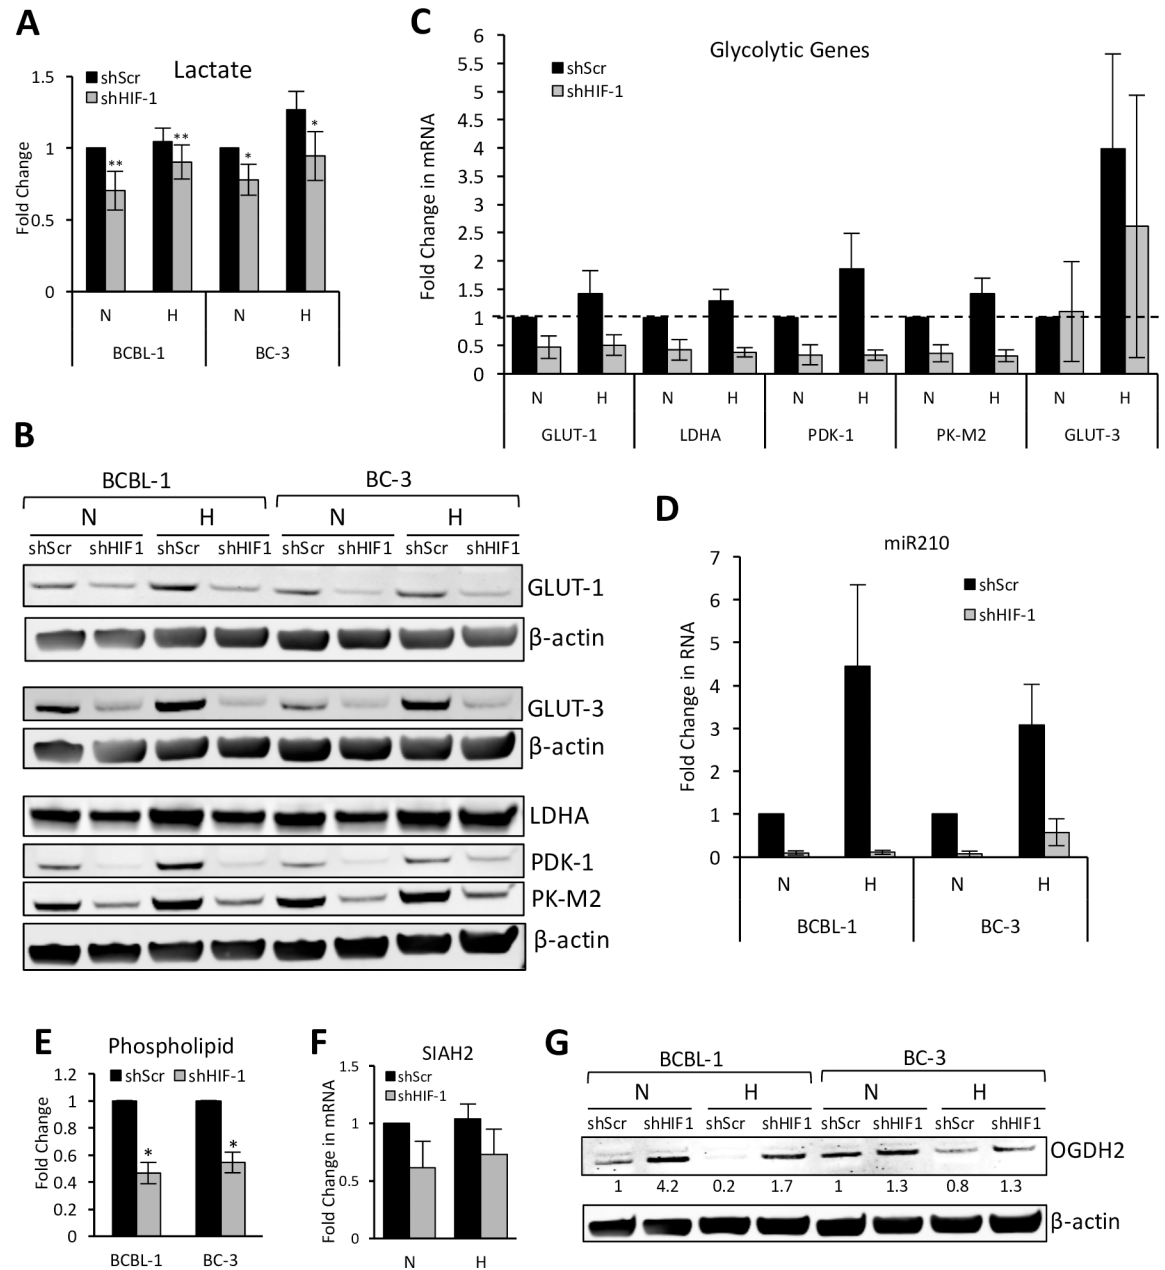 A
Lactate
shScr
shHIF-1
Fold Change
1.5
1
0.5
0
N H N H
BCBL-1 BC-3
C
Glycolytic Genes
shScr
shHIF-1
Fold Change in mRNA
6
5.5
5
4.5
4
3.5
3
2.5
2
1.5
1
0.5
0
** ** * *
N H N H N H N H N H
GLUT-1 LDHA PDK-1 PK-M2 GLUT-3
B
BCBL-1 BC-3
N H N H
shScr shHIF1 shScr shHIF1 shScr shHIF1 shScr shHIF1
GLUT-1
β-actin
GLUT-3
β-actin
LDHA
PDK-1
PK-M2
β-actin
D
miR210
shScr
shHIF-1
Fold Change in RNA
7
6
5
4
3
2
1
0
N H N H
BCBL-1 BC-3
E
Phospholipid
shScr shHIF-1
Fold Change
1.2
1
0.8
0.6
0.4
0.2
0
* *
BCBL-1 BC-3
F
SIAH2
shScr
shHIF-1
Fold Change in mRNA
1.5
1
0.5
0
N H
G
BCBL-1 BC-3
N H N H
shScr shHIF1 shScr shHIF1 shScr shHIF1 shScr shHIF1
OGDH2
1 4.2 0.2 1.7 1 1.3 0.8 1.3
β-actin